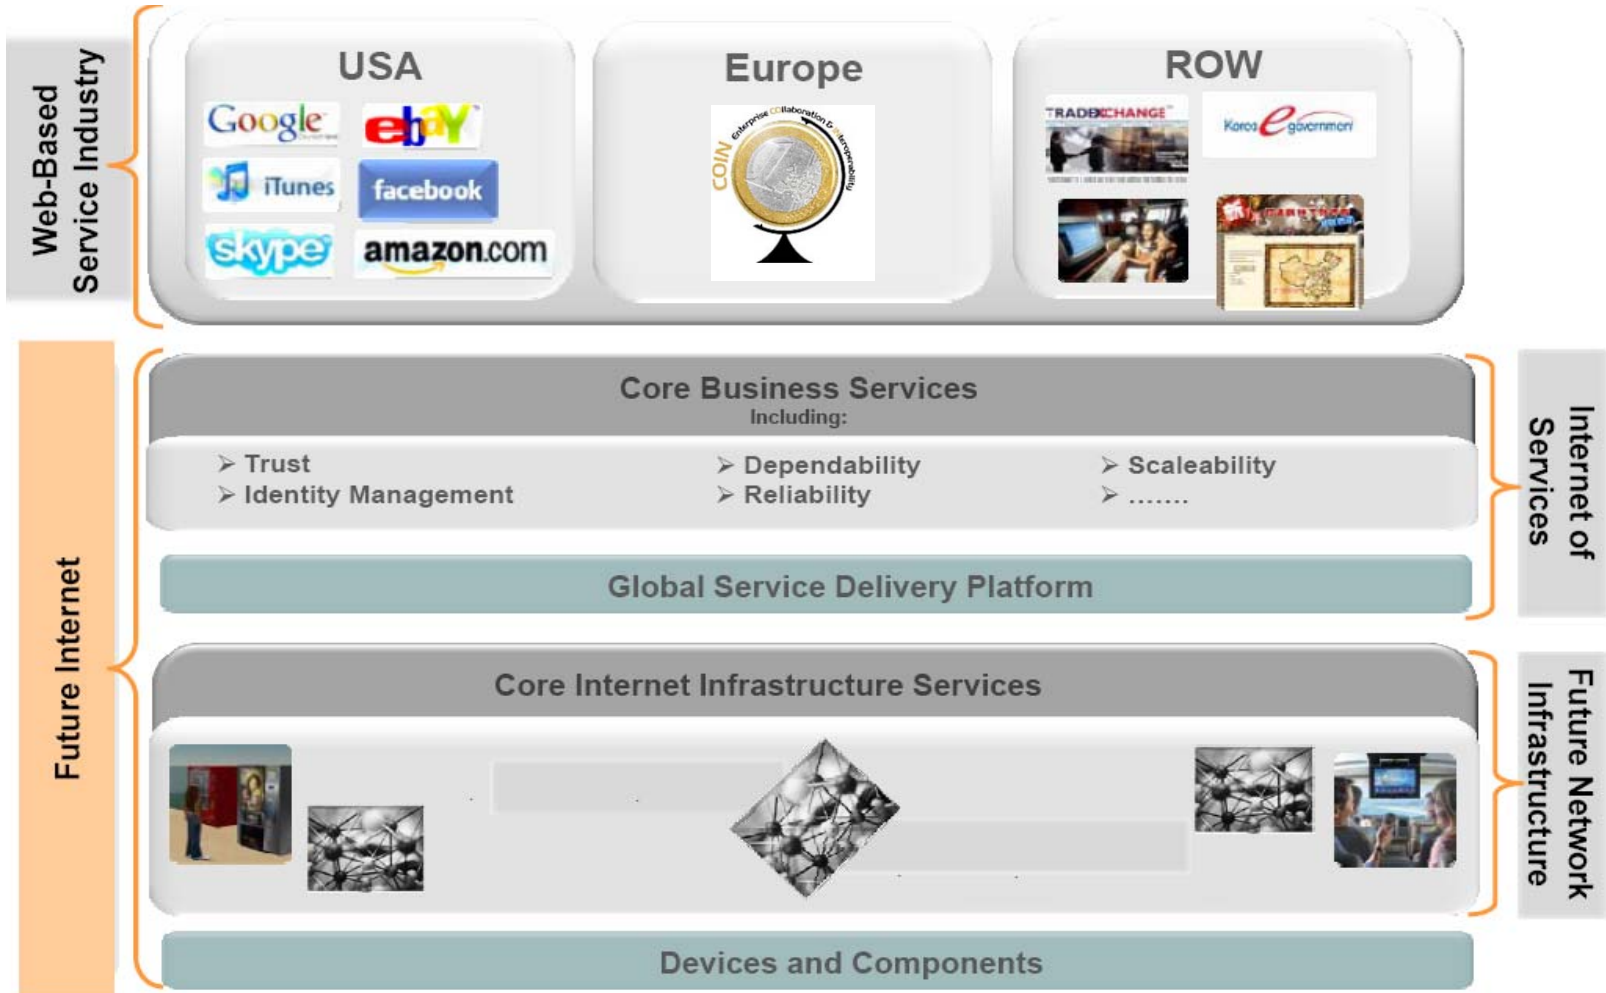 Web-Based
Service Industry
USA
Google
ebaY
iTunes
facebook
skype
amazon.com
Europe
COIN Enterprise COllaboration & INteroperability
ROW
TRADEXCHANGE
Korea e government
Future Internet
Core Business Services
Including:
➢ Trust
➢ Identity Management
➢ Dependability
➢ Reliability
➢ Scaleability
➢ .......
Global Service Delivery Platform
Internet of
Services
Core Internet Infrastructure Services
Future Network
Infrastructure
Devices and Components